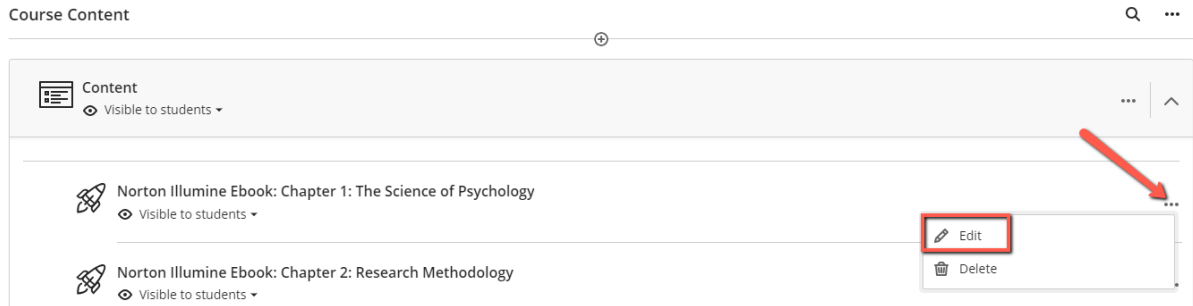 Course Content
Content
Visible to students
Norton Illumine Ebook: Chapter 1: The Science of Psychology
Visible to students
Edit
Delete
Norton Illumine Ebook: Chapter 2: Research Methodology
Visible to students